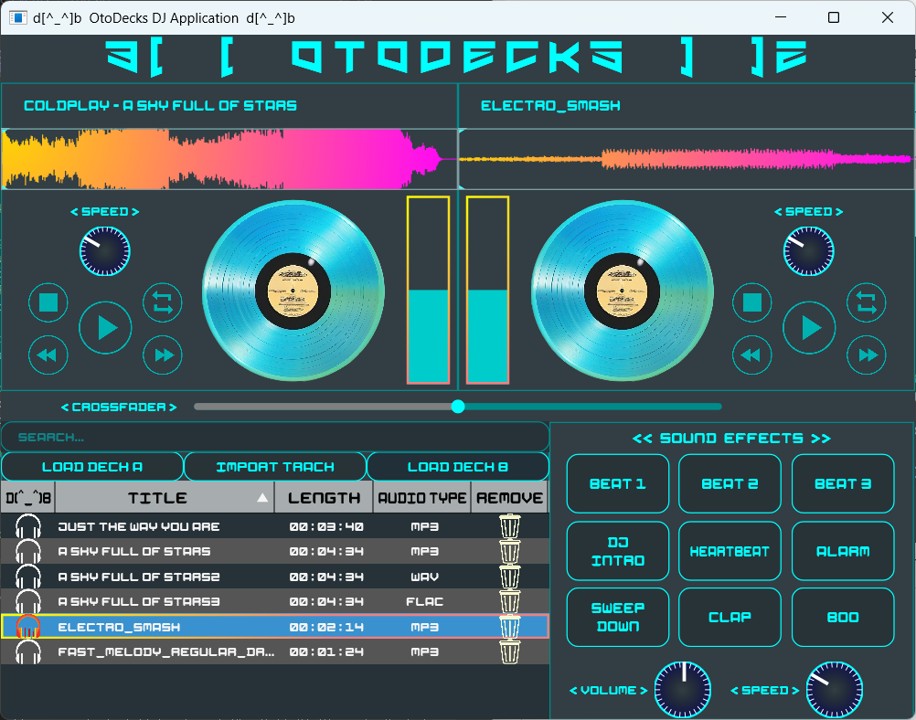 d[^_^]b OtoDecks DJ Application d[^_^]b
Ƹ[ [ OTODECKS ] ]Ƹ
COLDPLAY - A SKY FULL OF STARS
ELECTRO_SMASH
< SPEED >
< SPEED >
< CROSSFADER >
SEARCH...
LOAD DECK A
IMPORT TRACK
LOAD DECK B
D[^_^]B TITLE LENGTH AUDIO TYPE REMOVE
JUST THE WAY YOU ARE 00:03:40 MP3
A SKY FULL OF STARS 00:04:34 MP3
A SKY FULL OF STARS2 00:04:34 WAV
A SKY FULL OF STARS3 00:04:34 FLAC
ELECTRO_SMASH 00:02:14 MP3
FAST_MELODY_REGULAR_DR... 00:01:24 MP3
<< SOUND EFFECTS >>
BEAT 1
BEAT 2
BEAT 3
DJ
INTRO
HEARTBEAT
ALARM
SWEEP
DOWN
CLAP
BOO
< VOLUME >
< SPEED >